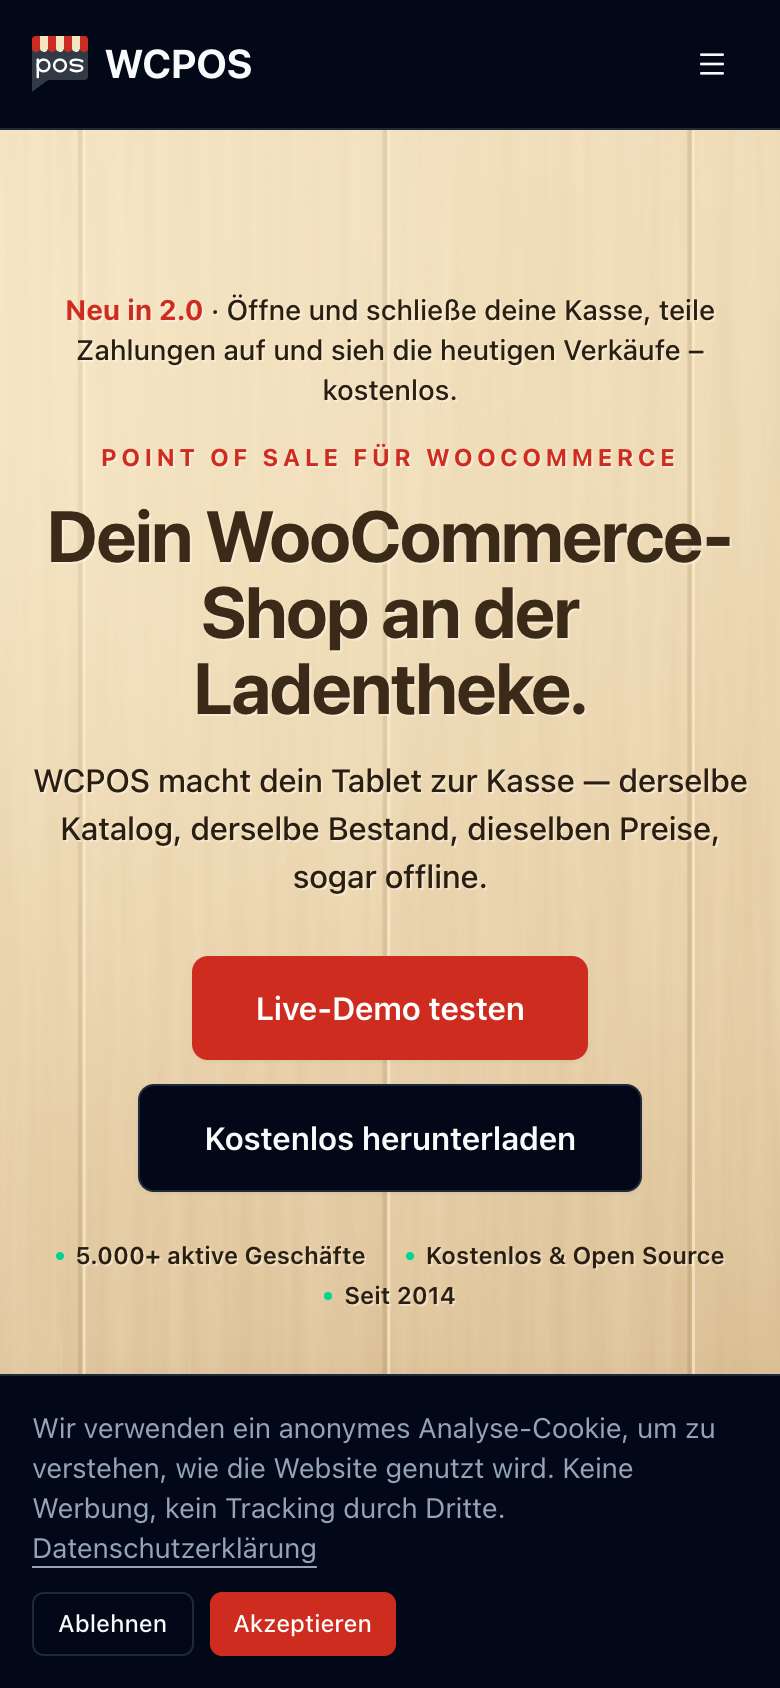 pos WCPOS
Neu in 2.0 · Öffne und schließe deine Kasse, teile
Zahlungen auf und sieh die heutigen Verkäufe –
kostenlos.
POINT OF SALE FÜR WOOCOMMERCE
Dein WooCommerce-
Shop an der
Ladentheke.
WCPOS macht dein Tablet zur Kasse — derselbe
Katalog, derselbe Bestand, dieselben Preise,
sogar offline.
Live-Demo testen
Kostenlos herunterladen
5.000+ aktive Geschäfte • Kostenlos & Open Source
• Seit 2014
Wir verwenden ein anonymes Analyse-Cookie, um zu
verstehen, wie die Website genutzt wird. Keine
Werbung, kein Tracking durch Dritte.
Datenschutzerklärung
Ablehnen Akzeptieren